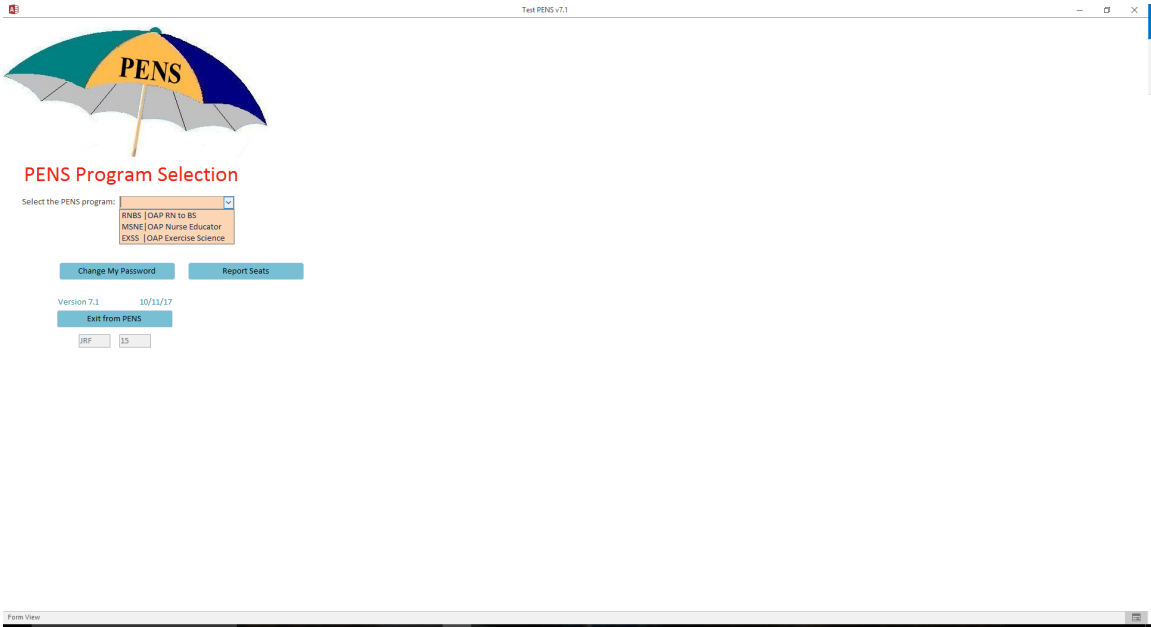 Test PENS v7.1
PENS
PENS Program Selection
Select the PENS program:
RNBS |OAP RN to BS
MSNE|OAP Nurse Educator
EXSS |OAP Exercise Science
Change My Password Report Seats
Version 7.1 10/11/17
Exit from PENS
JRF 15
Form View